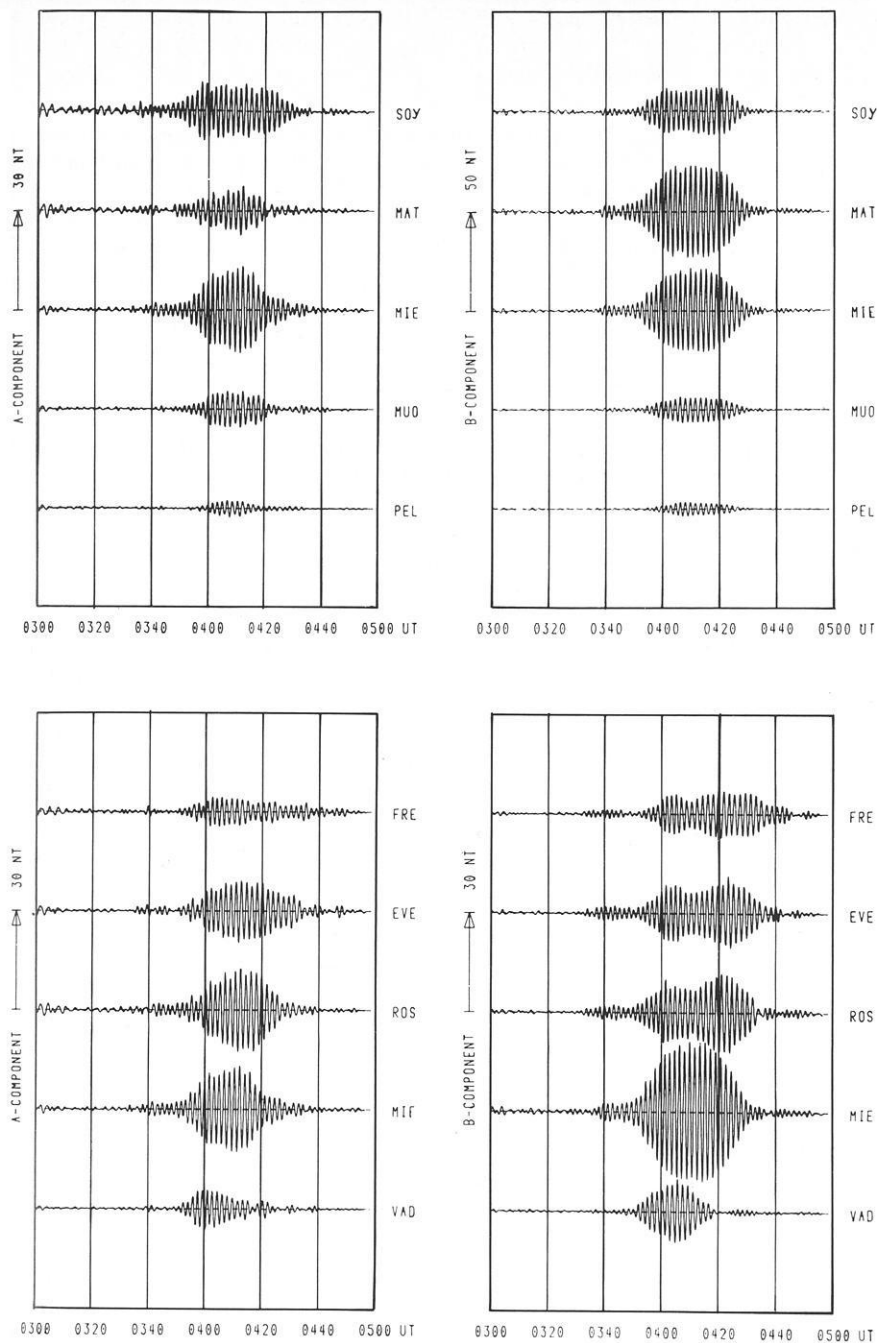 A-COMPONENT 30 NT
SOY
MAT
MIE
MUO
PEL
0300 0320 0340 0400 0420 0440 0500 UT
B-COMPONENT 50 NT
SOY
MAT
MIE
MUO
PEL
0300 0320 0340 0400 0420 0440 0500 UT
A-COMPONENT 30 NT
FRE
EVE
ROS
MIE
VAD
0300 0320 0340 0400 0420 0440 0500 UT
B-COMPONENT 30 NT
FRE
EVE
ROS
MIE
VAD
0300 0320 0340 0400 0420 0440 0500 UT